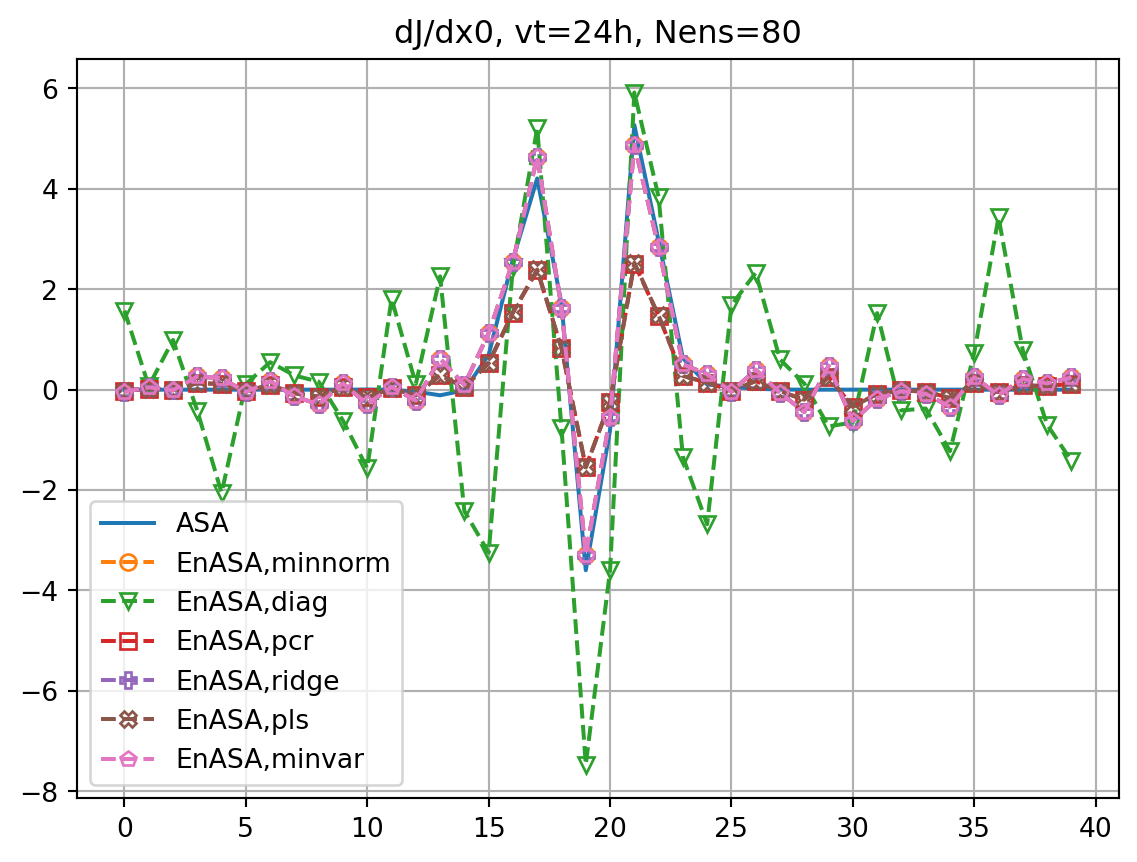 dJ/dx0, vt=24h, Nens=80
6
4
2
0
−2
−4
−6
−8
ASA
EnASA,minnorm
EnASA,diag
EnASA,pcr
EnASA,ridge
EnASA,pls
EnASA,minvar
0 5 10 15 20 25 30 35 40